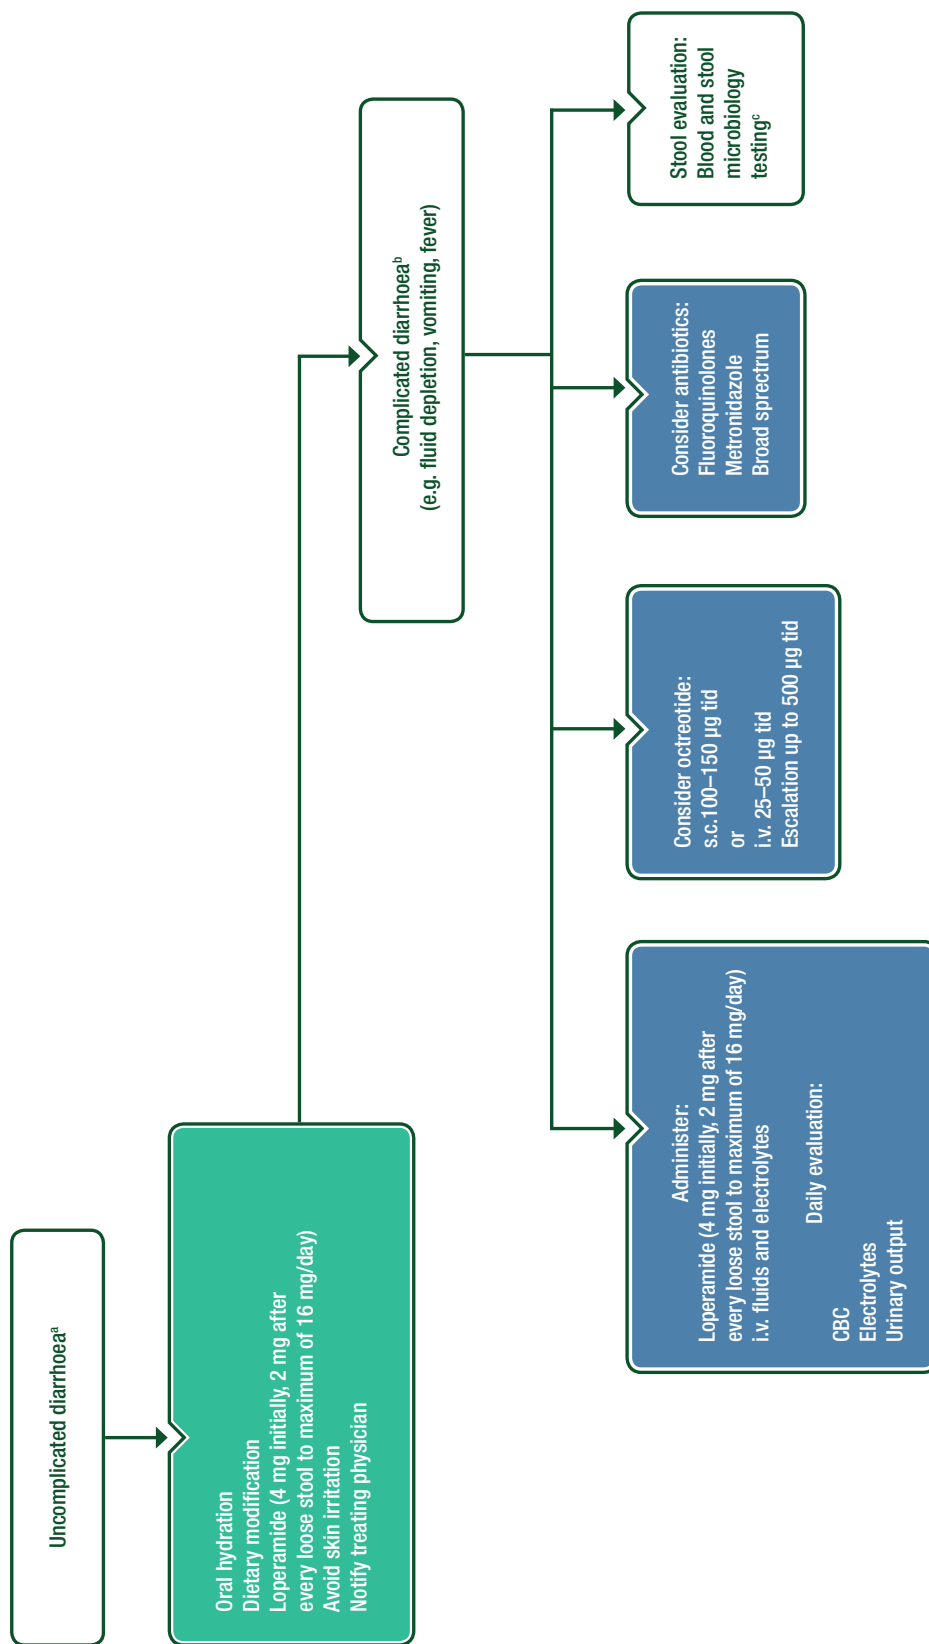 Uncomplicated diarrhoeaᵃ
Oral hydration
Dietary modification
Loperamide (4 mg initially, 2 mg after
every loose stool to maximum of 16 mg/day)
Avoid skin irritation
Notify treating physician
Complicated diarrhoeaᵇ
(e.g. fluid depletion, vomiting, fever)
Administer:
Loperamide (4 mg initially, 2 mg after
every loose stool to maximum of 16 mg/day)
i.v. fluids and electrolytes
Daily evaluation:
CBC
Electrolytes
Urinary output
Consider octreotide:
s.c.100–150 µg tid
or
i.v. 25–50 µg tid
Escalation up to 500 µg tid
Consider antibiotics:
Fluoroquinolones
Metronidazole
Broad sprectrum
Stool evaluation:
Blood and stool
microbiology
testingᶜ